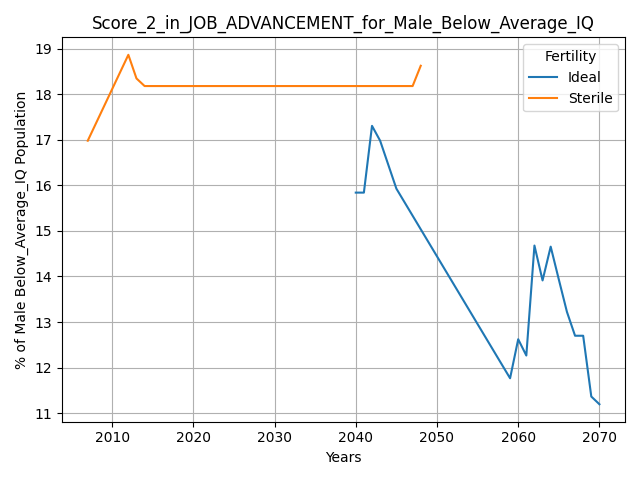 Score_2_in_JOB_ADVANCEMENT_for_Male_Below_Average_IQ
Fertility
Ideal
Sterile
% of Male Below_Average_IQ Population
19
18
17
16
15
14
13
12
11
2010
2020
2030
2040
2050
2060
2070
Years